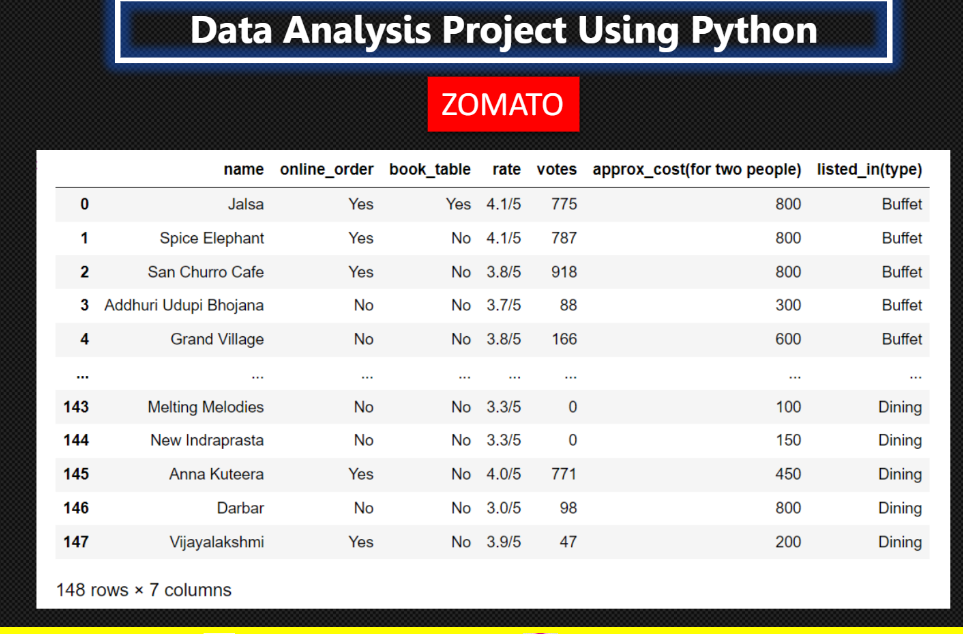 Data Analysis Project Using Python
ZOMATO
name online_order book_table rate votes approx_cost(for two people) listed_in(type)
0 Jalsa Yes Yes 4.1/5 775 800 Buffet
1 Spice Elephant Yes No 4.1/5 787 800 Buffet
2 San Churro Cafe Yes No 3.8/5 918 800 Buffet
3 Addhuri Udupi Bhojana No No 3.7/5 88 300 Buffet
4 Grand Village No No 3.8/5 166 600 Buffet
... ... ... ... ... ... ... ...
143 Melting Melodies No No 3.3/5 0 100 Dining
144 New Indraprasta No No 3.3/5 0 150 Dining
145 Anna Kuteera Yes No 4.0/5 771 450 Dining
146 Darbar No No 3.0/5 98 800 Dining
147 Vijayalakshmi Yes No 3.9/5 47 200 Dining
148 rows × 7 columns